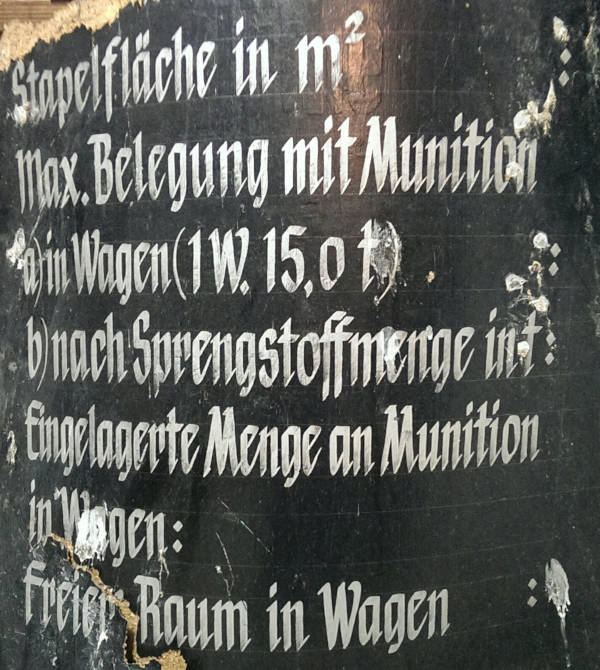 Stapelfläche in m² :
Max. Belegung mit Munition
a) in Wagen (1 W. 15,0 t) :
b) nach Sprengstoffmenge in t :
Eingelagerte Menge an Munition
in Wagen :
Freien Raum in Wagen :